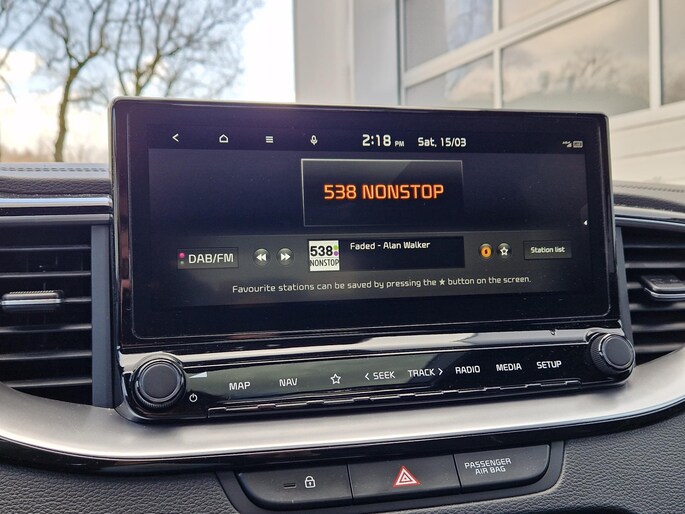 2:18 PM Sat, 15/03
538 NONSTOP
DAB/FM
538
NONSTOP
Faded - Alan Walker
Station list
Favourite stations can be saved by pressing the ★ button on the screen.
MAP NAV ☆ < SEEK TRACK > RADIO MEDIA SETUP
PASSENGER
AIR BAG